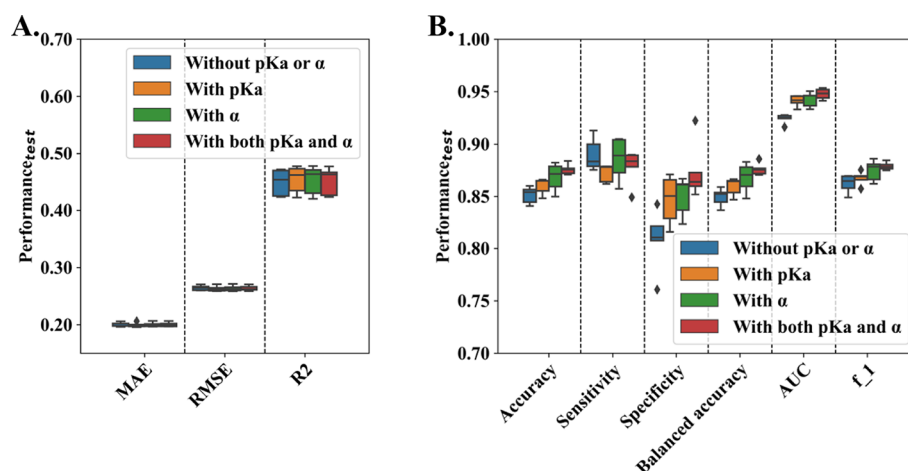 A.
0.70
0.60
0.50
0.40
0.30
0.20
Performancetest
Without pKa or α
With pKa
With α
With both pKa and α
MAE
RMSE
R2
B.
1.00
0.95
0.90
0.85
0.80
0.75
0.70
Performancetest
Without pKa or α
With pKa
With α
With both pKa and α
Accuracy
Sensitivity
Specificity
Balanced accuracy
AUC
f_1